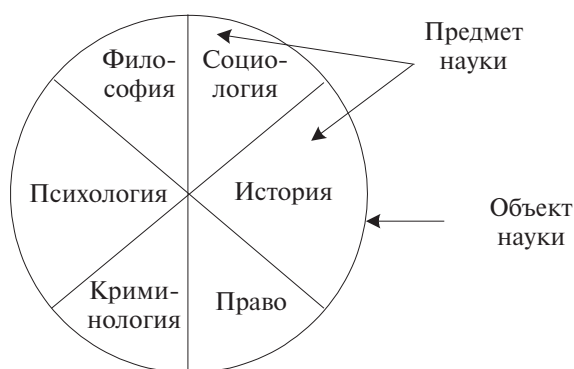 Фило-
софия
Социо-
логия
Предмет
науки
Психология
История
Объект
науки
Крими-
нология
Право